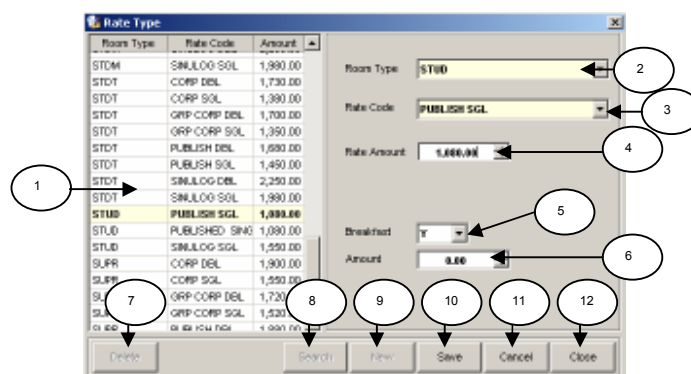 Rate Type
Room Type Rate Code Amount
STDM SINULOG SGL 1,980.00
STDT CORP DBL 1,730.00
STDT CORP SGL 1,380.00
STDT GRP CORP DBL 1,700.00
STDT GRP CORP SGL 1,350.00
STDT PUBLISH DBL 1,680.00
STDT PUBLISH SGL 1,450.00
STDT SINULOG DBL 2,250.00
STDT SINULOG SGL 1,980.00
STUD PUBLISH SGL 1,080.00
STUD PUBLISHED SING 1,080.00
STUD SINULOG SGL 1,550.00
SUPR CORP DBL 1,900.00
SUPR CORP SGL 1,550.00
GRP CORP DBL
GRP CORP SGL
Room Type STUD
Rate Code PUBLISH SGL
Rate Amount 1,080.00
Breakfast Y
Amount 0.00
1
2
3
4
5
6
7
8
9
10
11
12
Delete Search New Save Cancel Close